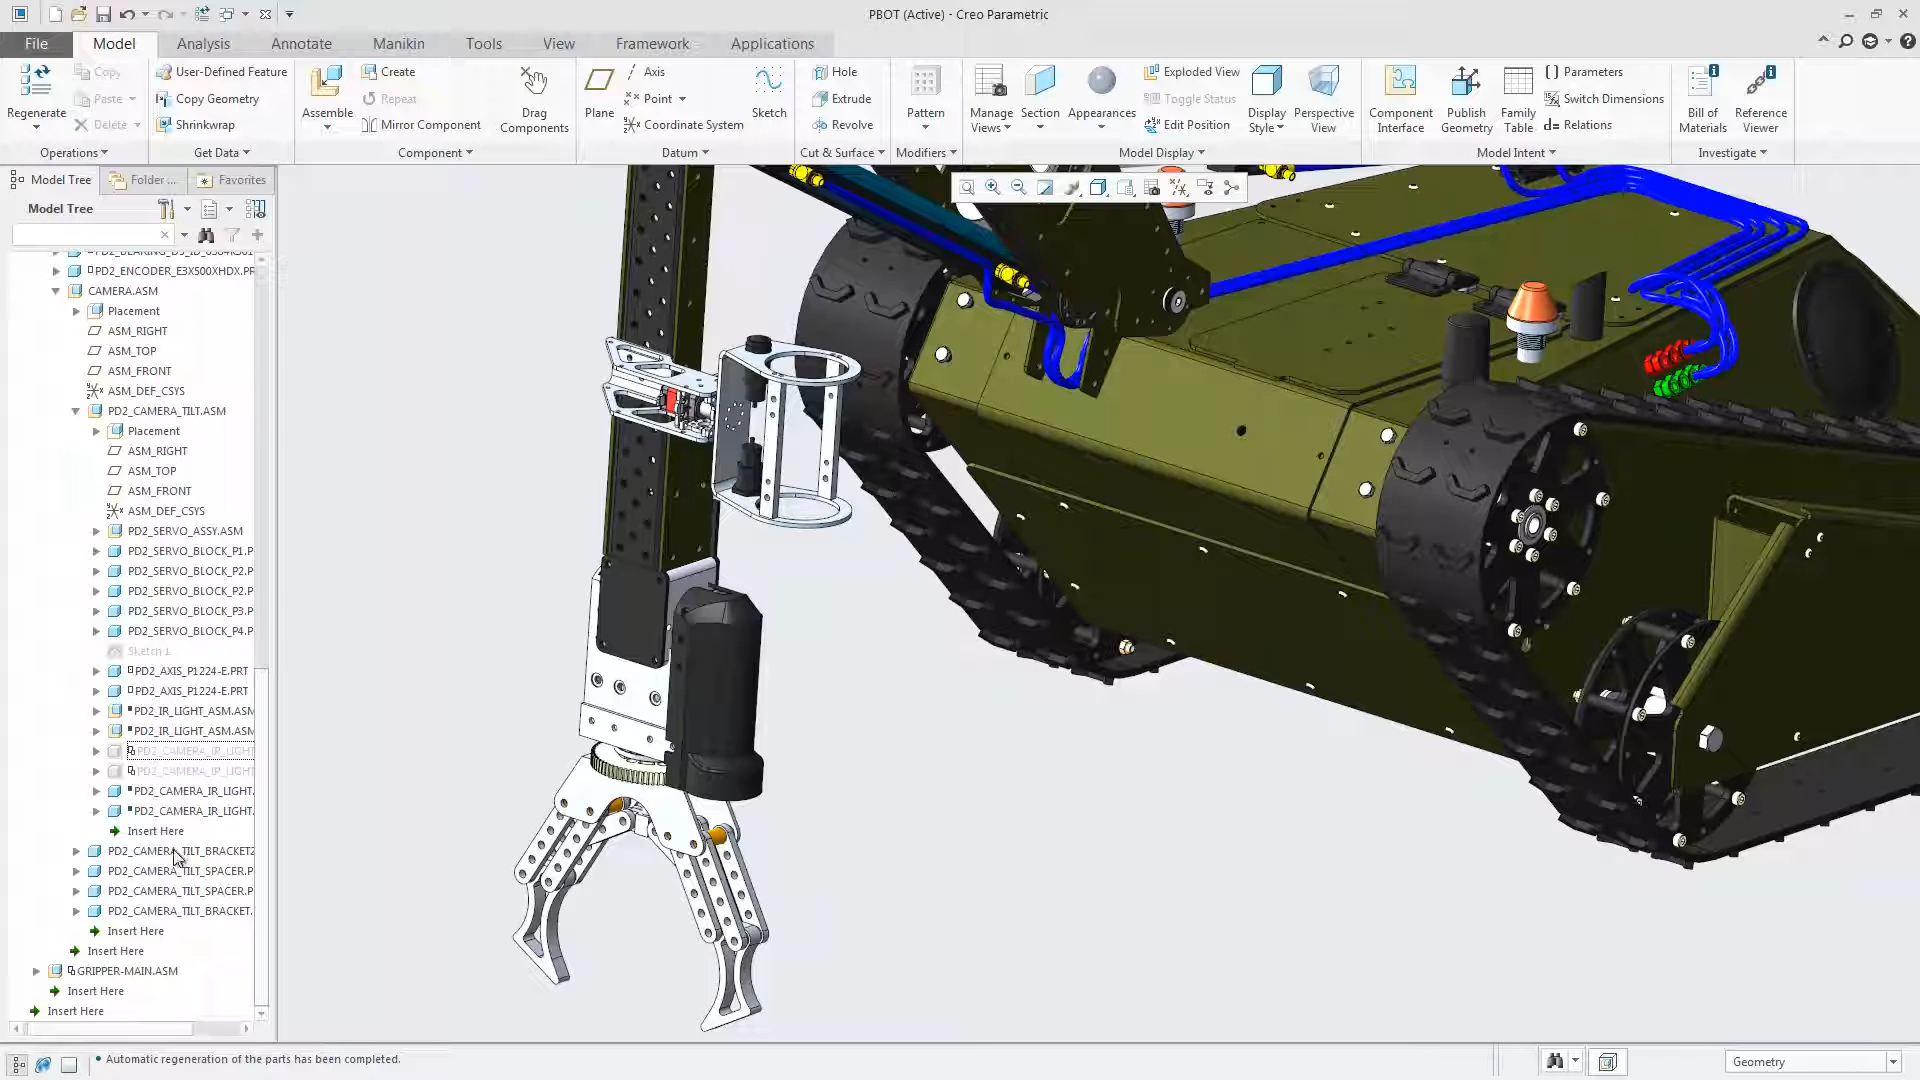 PBOT (Active) - Creo Parametric
File Model Analysis Annotate Manikin Tools View Framework Applications
Regenerate
Copy
Paste
Delete
Operations
User-Defined Feature
Copy Geometry
Shrinkwrap
Get Data
Assemble
Create
Repeat
Mirror Component
Drag
Components
Component
Plane
Axis
Point
Coordinate System
Sketch
Datum
Hole
Extrude
Revolve
Cut & Surface
Pattern
Modifiers
Manage
Views
Section
Appearances
Exploded View
Toggle Status
Edit Position
Display
Style
Perspective
View
Model Display
Component
Interface
Publish
Geometry
Family
Table
Parameters
Switch Dimensions
Relations
Model Intent
Bill of
Materials
Reference
Viewer
Investigate
Model Tree Folder ... Favorites
Model Tree
PD2_ENCODER_E3X500XHDX.PR
CAMERA.ASM
Placement
ASM_RIGHT
ASM_TOP
ASM_FRONT
ASM_DEF_CSYS
PD2_CAMERA_TILT.ASM
Placement
ASM_RIGHT
ASM_TOP
ASM_FRONT
ASM_DEF_CSYS
PD2_SERVO_ASSY.ASM
PD2_SERVO_BLOCK_P1.P
PD2_SERVO_BLOCK_P2.P
PD2_SERVO_BLOCK_P2.P
PD2_SERVO_BLOCK_P3.P
PD2_SERVO_BLOCK_P4.P
Sketch 1
PD2_AXIS_P1224-E.PRT
PD2_AXIS_P1224-E.PRT
PD2_IR_LIGHT_ASM.ASM
PD2_IR_LIGHT_ASM.ASM
PD2_CAMERA_IR_LIGHT
PD2_CAMERA_IR_LIGHT
PD2_CAMERA_IR_LIGHT.
PD2_CAMERA_IR_LIGHT.
Insert Here
PD2_CAMERA_TILT_BRACKET2
PD2_CAMERA_TILT_SPACER.P
PD2_CAMERA_TILT_SPACER.P
PD2_CAMERA_TILT_BRACKET.
Insert Here
Insert Here
GRIPPER-MAIN.ASM
Insert Here
Insert Here
Automatic regeneration of the parts has been completed.
Geometry